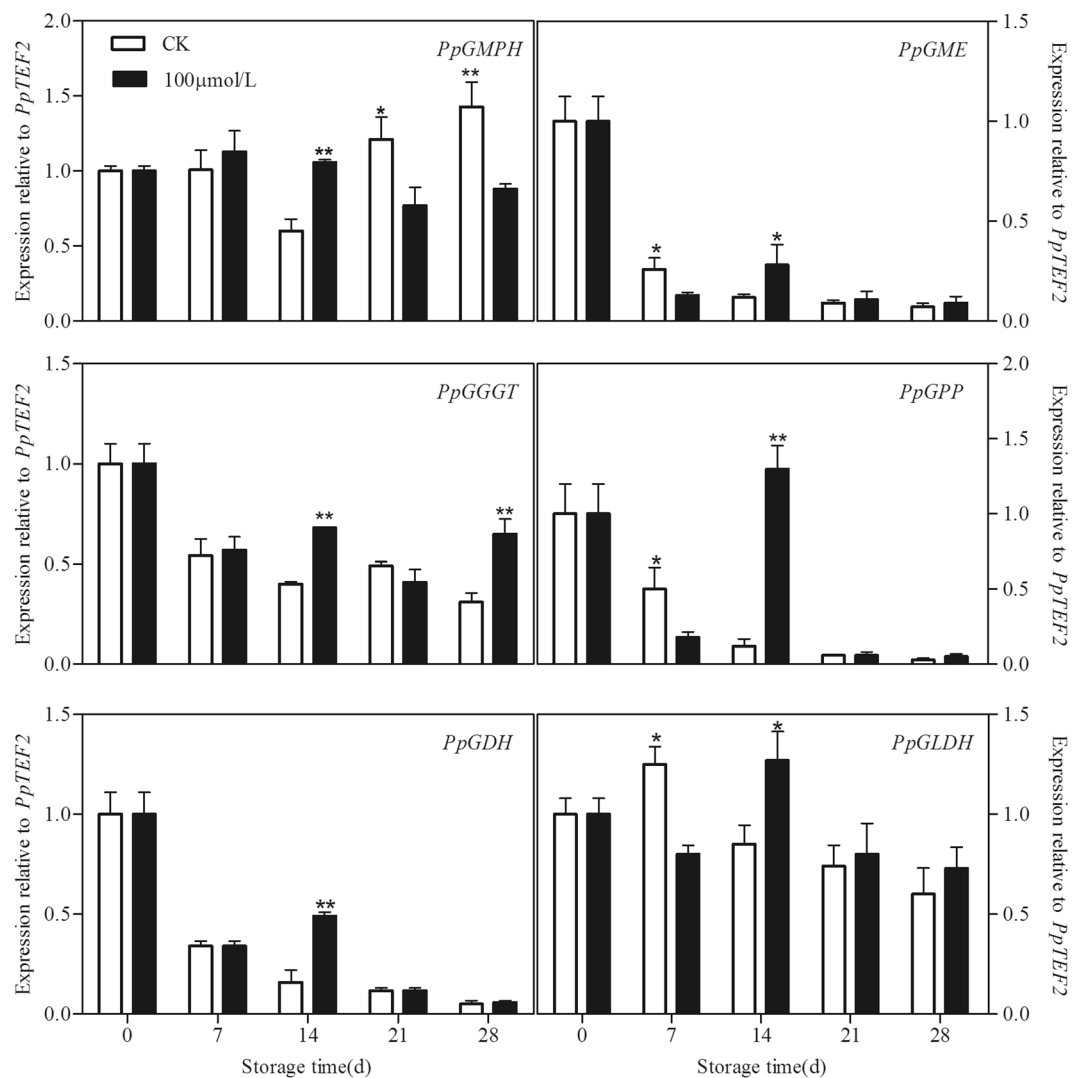 2.0
1.5
1.0
0.5
0.0
Expression relative to PpTEF2
CK
100μmol/L
PpGMPH
*
**
**
PpGME
*
*
1.5
1.0
0.5
0.0
Expression relative to PpTEF2
1.5
1.0
0.5
0.0
Expression relative to PpTEF2
PpGGGT
**
**
PpGPP
*
**
2.0
1.5
1.0
0.5
0.0
Expression relative to PpTEF2
1.5
1.0
0.5
0.0
Expression relative to PpTEF2
PpGDH
**
PpGLDH
*
*
1.5
1.0
0.5
0.0
Expression relative to PpTEF2
0 7 14 21 28
0 7 14 21 28
Storage time(d)
Storage time(d)